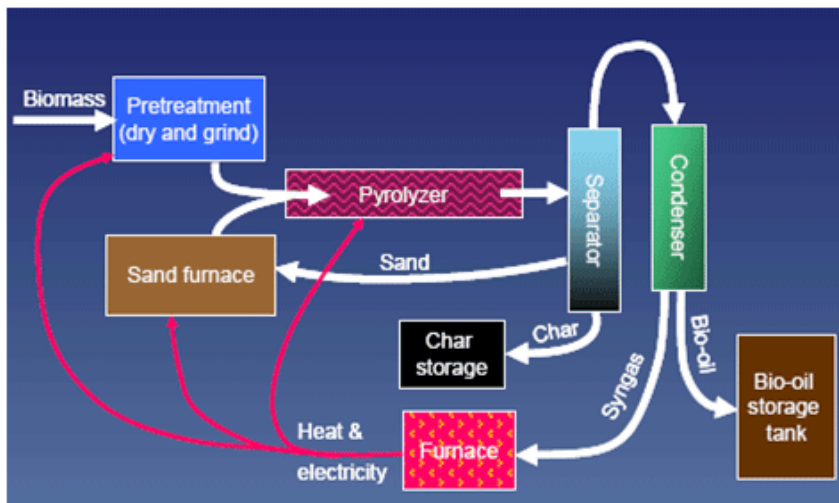 Biomass
Pretreatment
(dry and grind)
Pyrolyzer
Separator
Condenser
Sand furnace
Sand
Char
Char
storage
Syngas
Bio-oil
Bio-oil
storage
tank
Heat &
electricity
Furnace